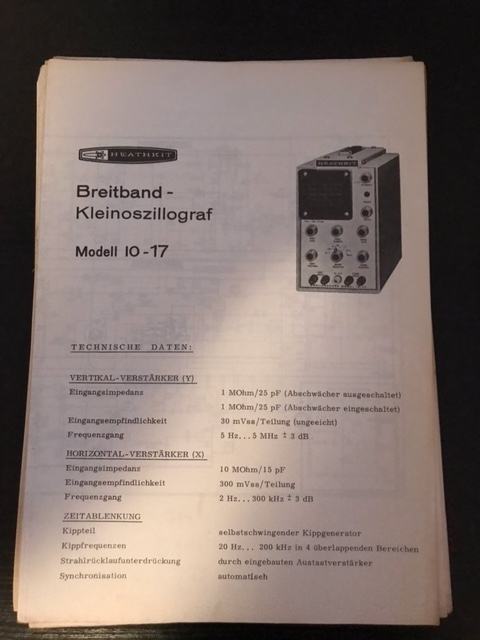 HEATHKIT
Breitband-
Kleinoszillograf
Modell IO-17
HEATHKIT
TECHNISCHE DATEN:
VERTIKAL-VERSTÄRKER (Y)
Eingangsimpedanz 1 MOhm/25 pF (Abschwächer ausgeschaltet)
1 MOhm/25 pF (Abschwächer eingeschaltet)
Eingangsempfindlichkeit 30 mVss/Teilung (ungeeicht)
Frequenzgang 5 Hz... 5 MHz ± 3 dB
HORIZONTAL-VERSTÄRKER (X)
Eingangsimpedanz 10 MOhm/15 pF
Eingangsempfindlichkeit 300 mVss/Teilung
Frequenzgang 2 Hz... 300 kHz ± 3 dB
ZEITABLENKUNG
Kippteil selbstschwingender Kippgenerator
Kippfrequenzen 20 Hz... 200 kHz in 4 überlappenden Bereichen
Strahlrücklaufunterdrückung durch eingebauten Austastverstärker
Synchronisation automatisch